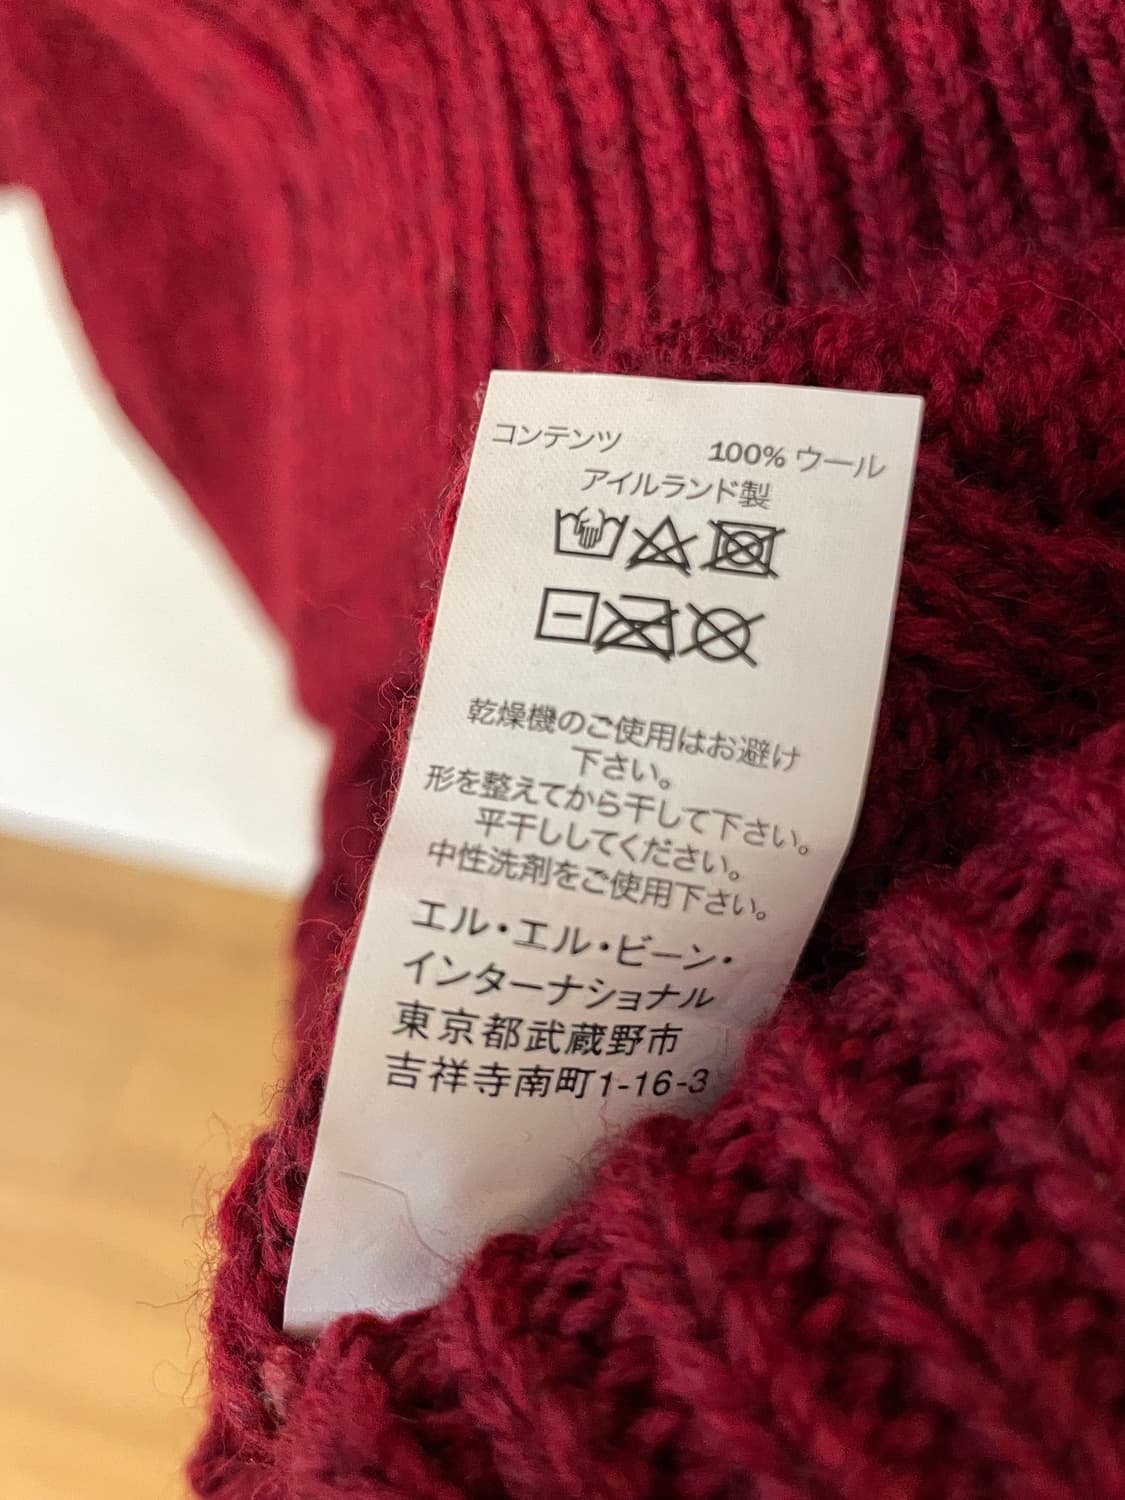 コンテンツ 100% ウール
アイルランド製
乾燥機のご使用はお避け
下さい。
形を整えてから干して下さい。
平干ししてください。
中性洗剤をご使用下さい。
エル・エル・ビーン・
インターナショナル
東京都武蔵野市
吉祥寺南町1-16-3